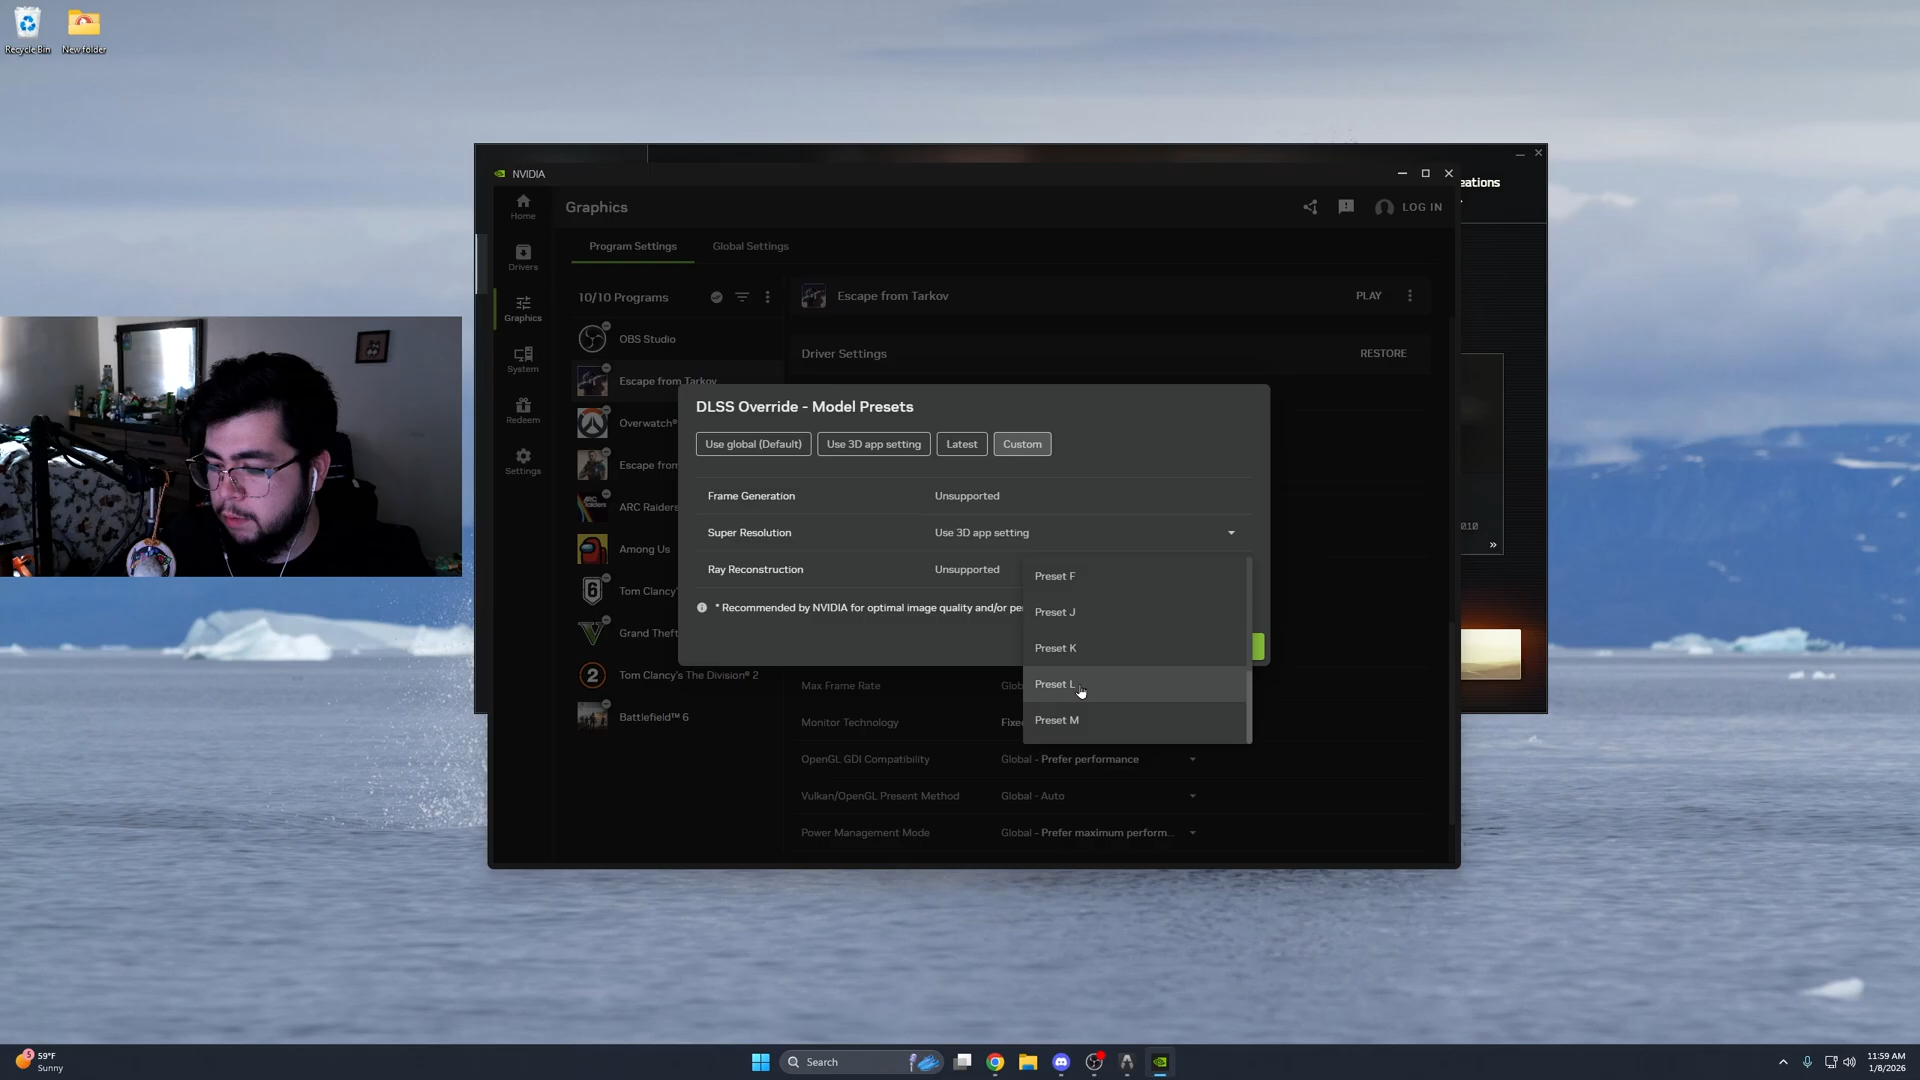 Recycle Bin
New folder
eations
NVIDIA
Home
Graphics
LOG IN
Drivers
Program Settings
Global Settings
10/10 Programs
Escape from Tarkov
PLAY
Graphics
OBS Studio
Driver Settings
RESTORE
System
Escape from Tarkov
DLSS Override - Model Presets
Redeem
Overwatch®
Use global (Default)
Use 3D app setting
Latest
Custom
Settings
Escape from
Frame Generation
Unsupported
ARC Raiders
Super Resolution
Use 3D app setting
010
Among Us
Ray Reconstruction
Unsupported
Preset F
Tom Clancy'
* Recommended by NVIDIA for optimal image quality and/or pe
Preset J
Grand Theft
Preset K
Tom Clancy's The Division® 2
Max Frame Rate
Glob
Preset L
Battlefield™ 6
Monitor Technology
Fixe
Preset M
OpenGL GDI Compatibility
Global - Prefer performance
Vulkan/OpenGL Present Method
Global - Auto
Power Management Mode
Global - Prefer maximum perform...
5
59°F
Sunny
Search
11:59 AM
1/8/2026